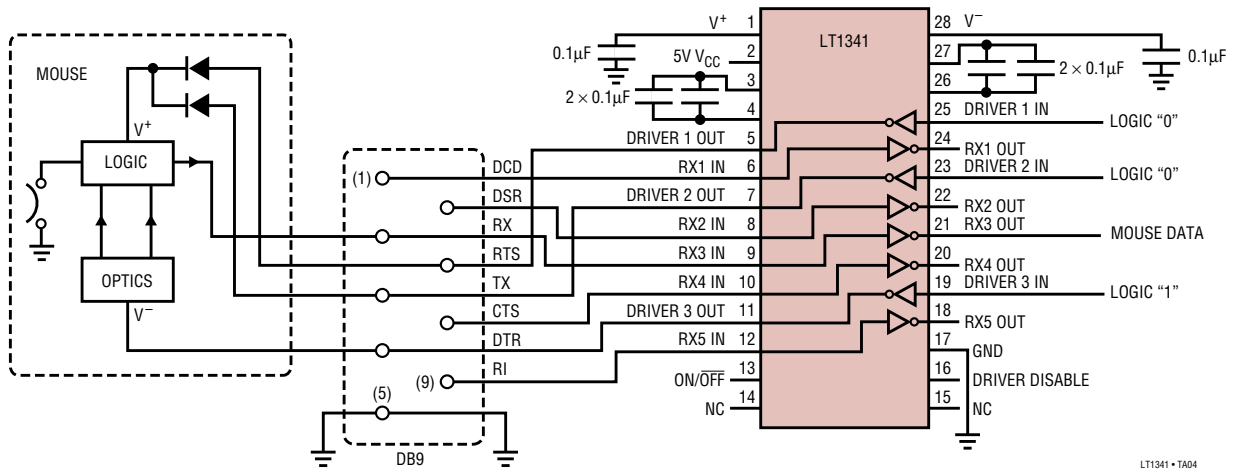 MOUSE
V+
LOGIC
OPTICS
V−
(1)
DCD
DSR
RX
RTS
TX
CTS
DTR
(9)
RI
(5)
DB9
LT1341
V+ 1
0.1µF
5V VCC 2
3
2 × 0.1µF
4
DRIVER 1 OUT 5
RX1 IN 6
DRIVER 2 OUT 7
RX2 IN 8
RX3 IN 9
RX4 IN 10
DRIVER 3 OUT 11
RX5 IN 12
ON/OFF 13
NC 14
28 V−
0.1µF
27
2 × 0.1µF
26
25 DRIVER 1 IN LOGIC “0”
24 RX1 OUT
23 DRIVER 2 IN LOGIC “0”
22 RX2 OUT
21 RX3 OUT MOUSE DATA
20 RX4 OUT
19 DRIVER 3 IN LOGIC “1”
18 RX5 OUT
17 GND
16 DRIVER DISABLE
15 NC
LT1341 • TA04